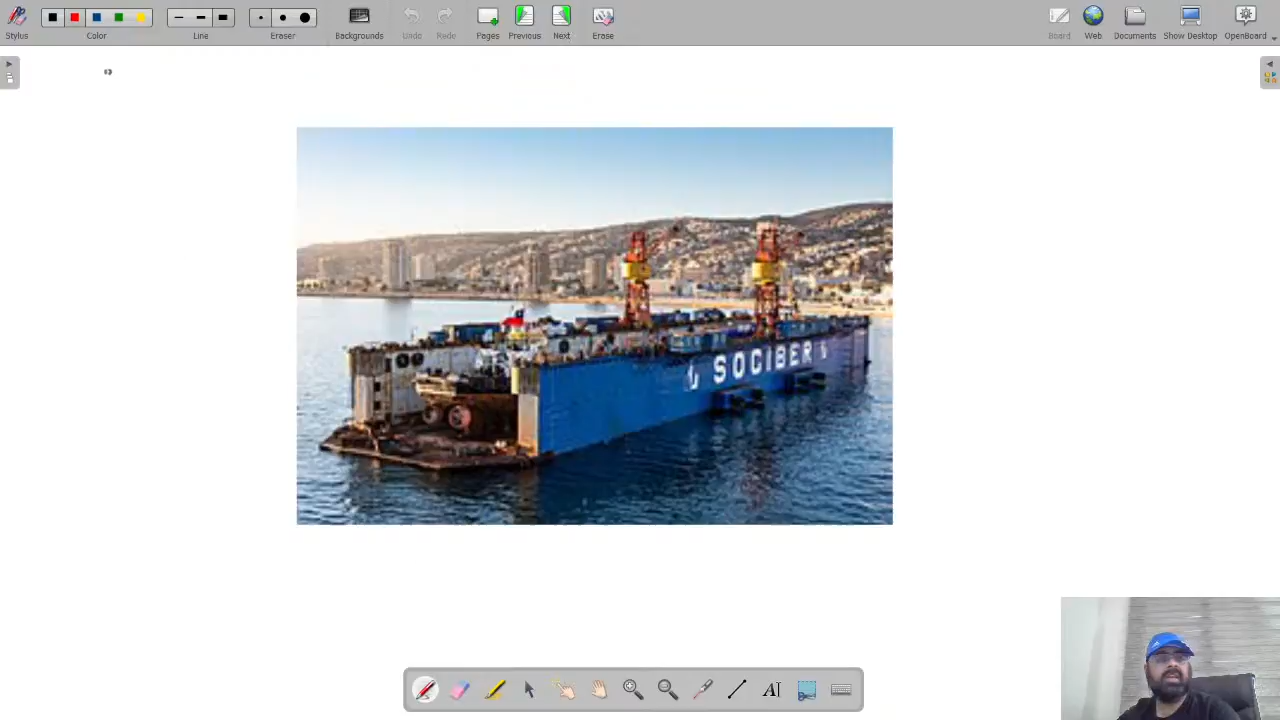 Stylus
Color
Line
Eraser
Backgrounds
Undo
Redo
Pages
Previous
Next
Erase
Board
Web
Documents
Show Desktop
OpenBoard
SOCIBER